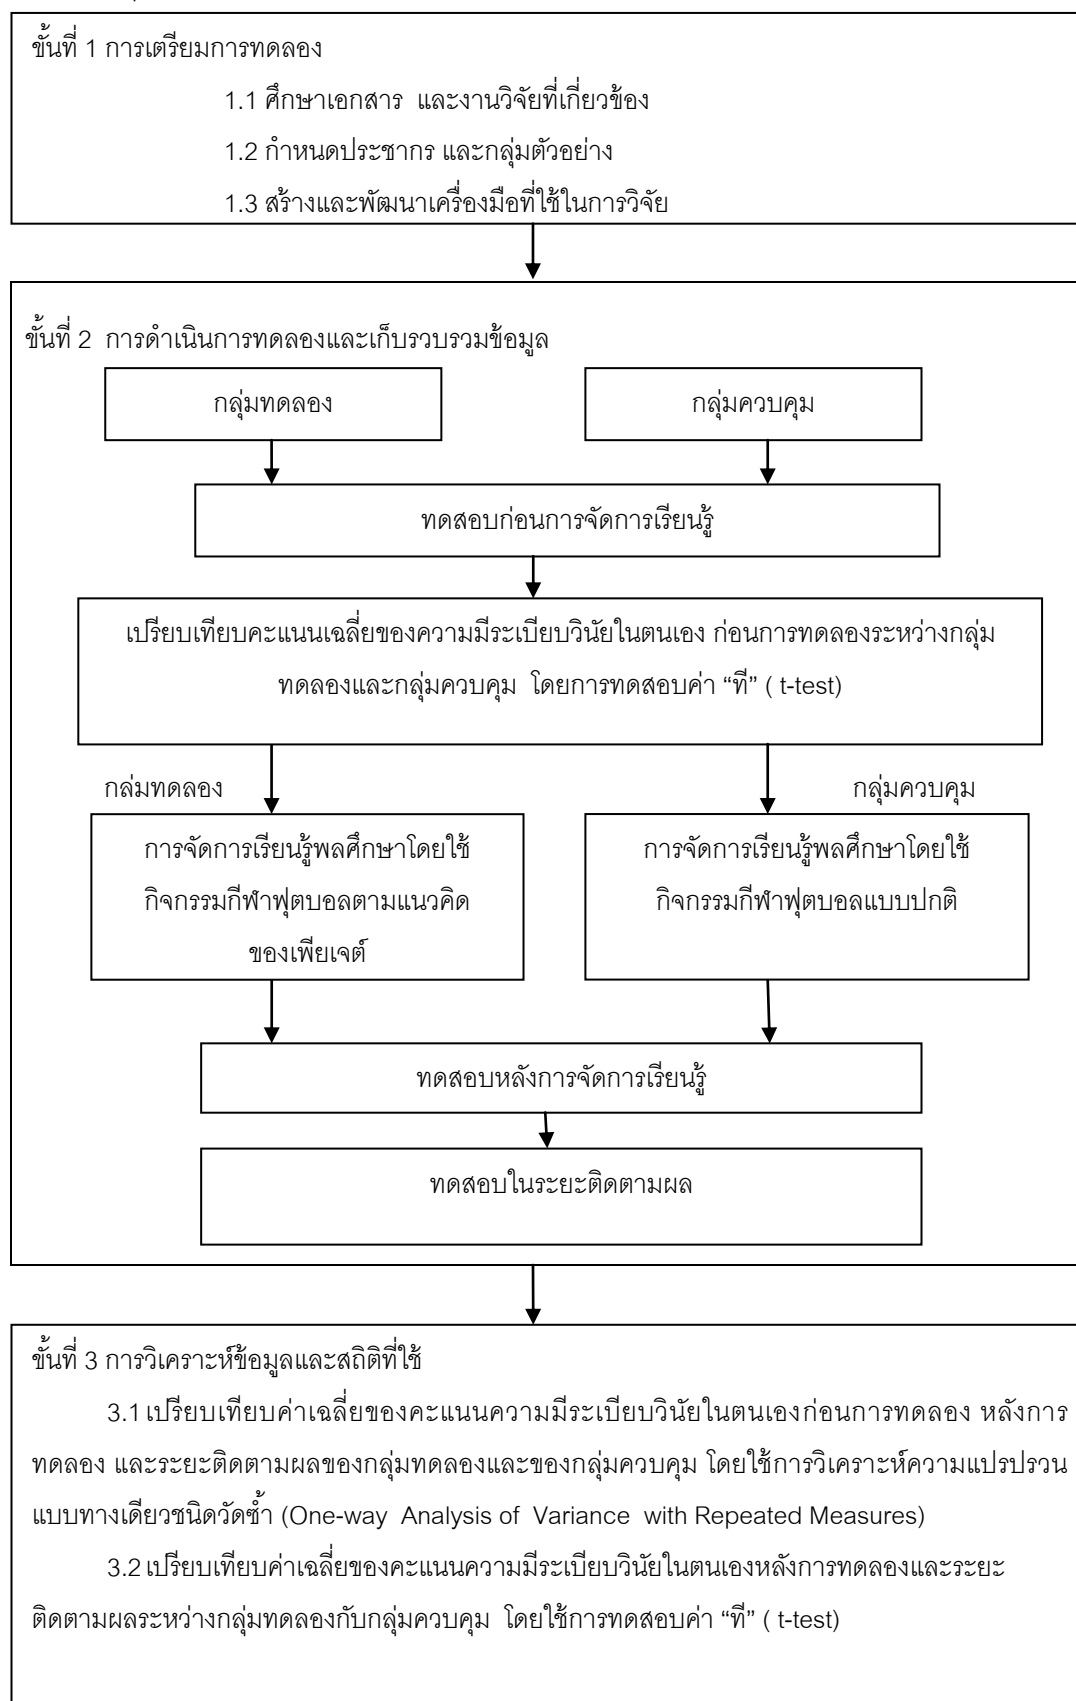 ขั้นที่ 1 การเตรียมการทดลอง
1.1 ศึกษาเอกสาร และงานวิจัยที่เกี่ยวข้อง
1.2 กำหนดประชากร และกลุ่มตัวอย่าง
1.3 สร้างและพัฒนาเครื่องมือที่ใช้ในการวิจัย
ขั้นที่ 2 การดำเนินการทดลองและเก็บรวบรวมข้อมูล
กลุ่มทดลอง
กลุ่มควบคุม
ทดสอบก่อนการจัดการเรียนรู้
เปรียบเทียบคะแนนเฉลี่ยของความมีระเบียบวินัยในตนเอง ก่อนการทดลองระหว่างกลุ่ม
ทดลองและกลุ่มควบคุม โดยการทดสอบค่า “ที” ( t-test)
กลุ่มทดลอง
กลุ่มควบคุม
การจัดการเรียนรู้พลศึกษาโดยใช้
กิจกรรมกีฬาฟุตบอลตามแนวคิด
ของเพียเจต์
การจัดการเรียนรู้พลศึกษาโดยใช้
กิจกรรมกีฬาฟุตบอลแบบปกติ
ทดสอบหลังการจัดการเรียนรู้
ทดสอบในระยะติดตามผล
ขั้นที่ 3 การวิเคราะห์ข้อมูลและสถิติที่ใช้
3.1 เปรียบเทียบค่าเฉลี่ยของคะแนนความมีระเบียบวินัยในตนเองก่อนการทดลอง หลังการ
ทดลอง และระยะติดตามผลของกลุ่มทดลองและของกลุ่มควบคุม โดยใช้การวิเคราะห์ความแปรปรวน
แบบทางเดียวชนิดวัดซ้ำ (One-way Analysis of Variance with Repeated Measures)
3.2 เปรียบเทียบค่าเฉลี่ยของคะแนนความมีระเบียบวินัยในตนเองหลังการทดลองและระยะ
ติดตามผลระหว่างกลุ่มทดลองกับกลุ่มควบคุม โดยใช้การทดสอบค่า “ที” ( t-test)